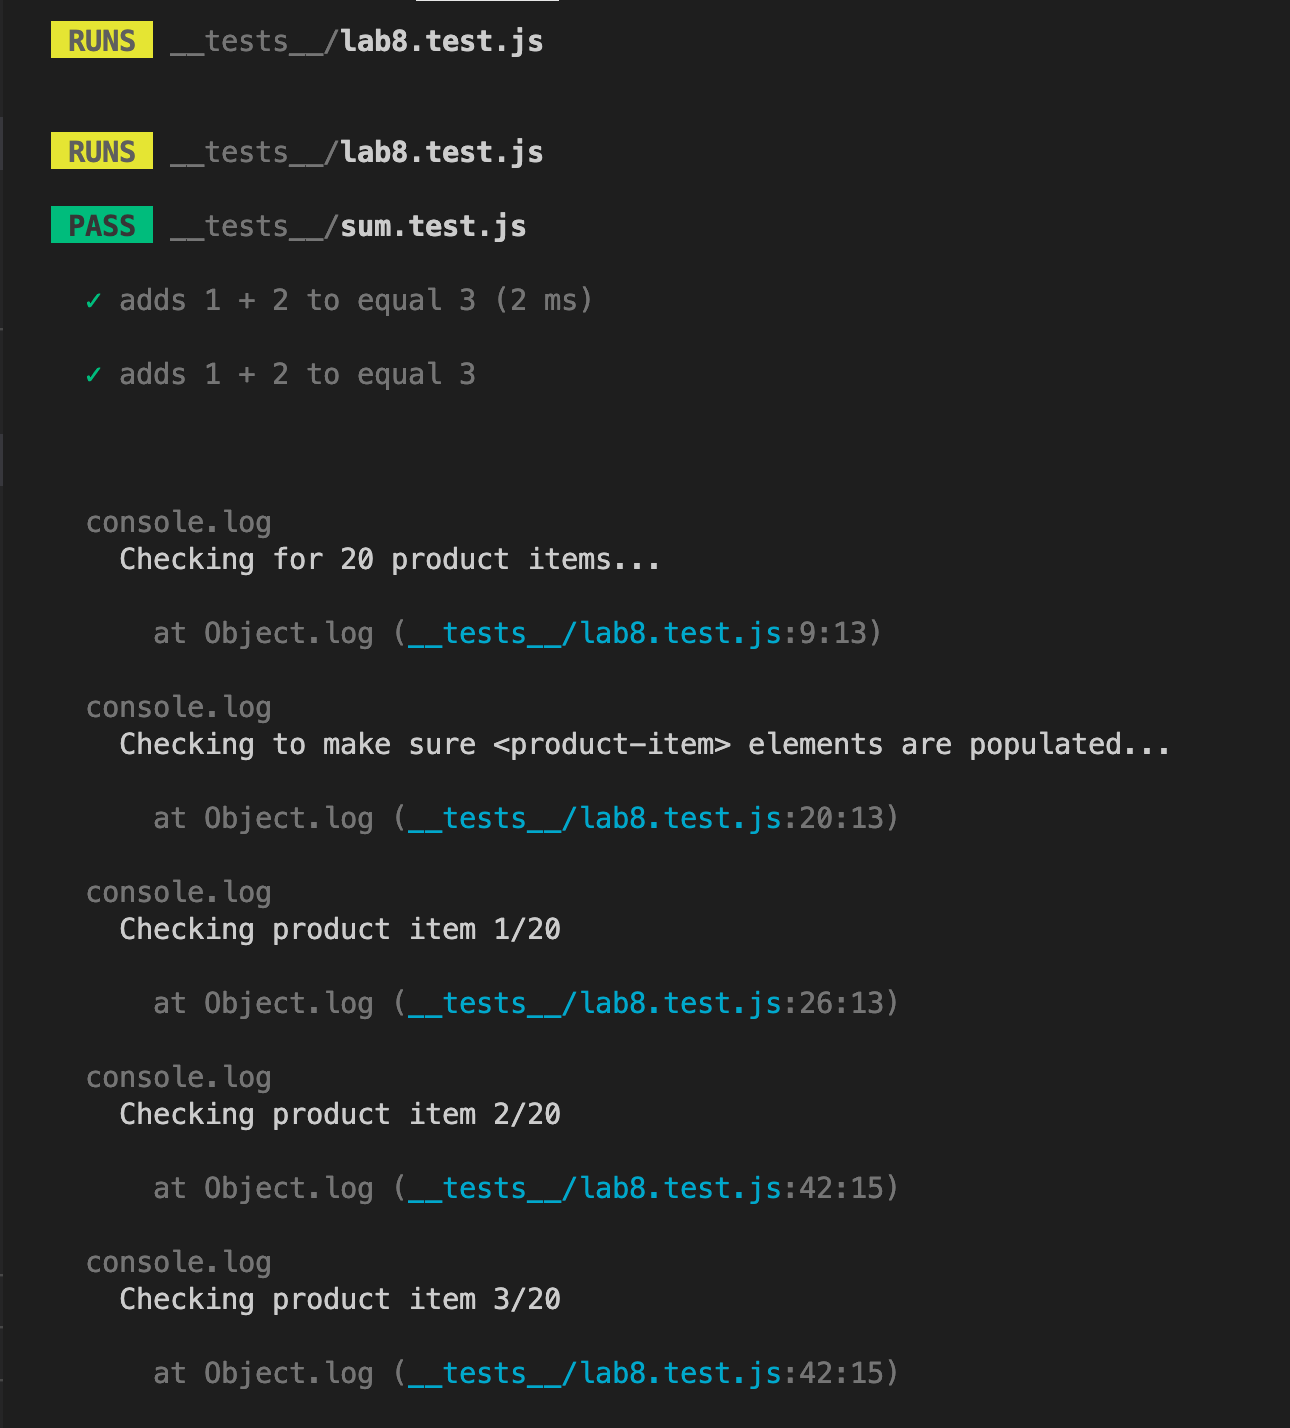 RUNS __tests__/lab8.test.js
RUNS __tests__/lab8.test.js
PASS __tests__/sum.test.js
✓ adds 1 + 2 to equal 3 (2 ms)
✓ adds 1 + 2 to equal 3
console.log
Checking for 20 product items...
at Object.log (__tests__/lab8.test.js:9:13)
console.log
Checking to make sure <product-item> elements are populated...
at Object.log (__tests__/lab8.test.js:20:13)
console.log
Checking product item 1/20
at Object.log (__tests__/lab8.test.js:26:13)
console.log
Checking product item 2/20
at Object.log (__tests__/lab8.test.js:42:15)
console.log
Checking product item 3/20
at Object.log (__tests__/lab8.test.js:42:15)